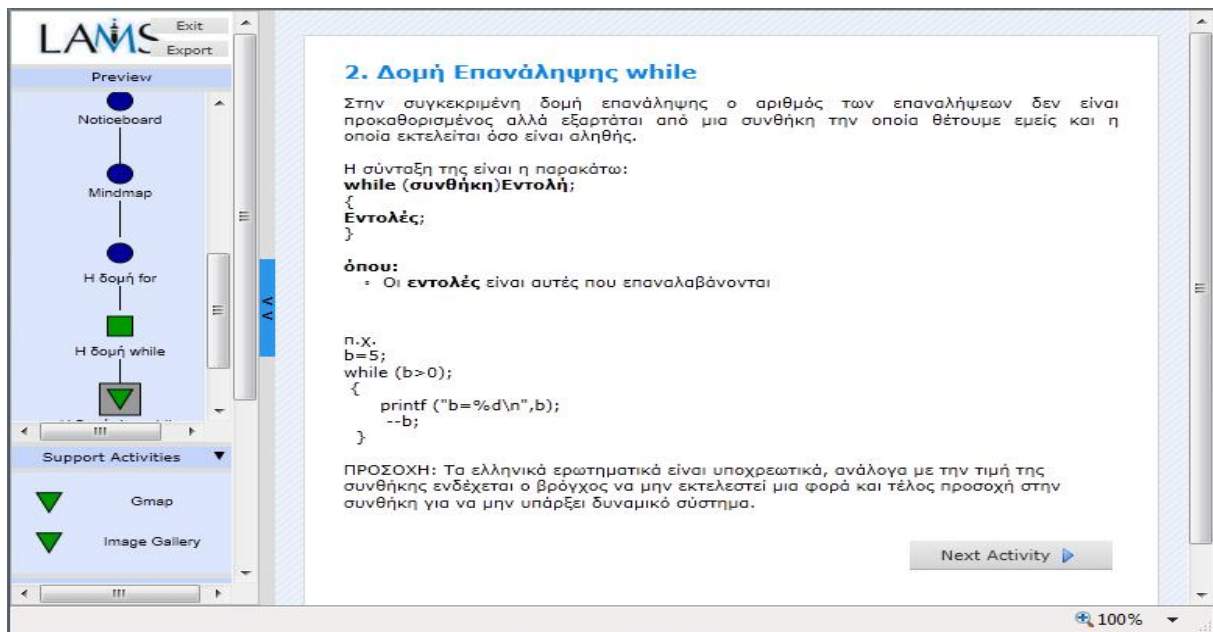 LAMS
Exit
Export
Preview
Noticeboard
Mindmap
Η δομή for
Η δομή while
Support Activities
Gmap
Image Gallery
2. Δομή Επανάληψης while
Στην συγκεκριμένη δομή επανάληψης ο αριθμός των επαναλήψεων δεν είναι
προκαθορισμένος αλλά εξαρτάται από μια συνθήκη την οποία θέτουμε εμείς και η
οποία εκτελείται όσο είναι αληθής.
Η σύνταξη της είναι η παρακάτω:
while (συνθήκη)Εντολή;
{
Εντολές;
}
όπου:
◦ Οι εντολές είναι αυτές που επαναλαβάνονται
π.χ.
b=5;
while (b>0);
{
printf ("b=%d\n",b);
--b;
}
ΠΡΟΣΟΧΗ: Τα ελληνικά ερωτηματικά είναι υποχρεωτικά, ανάλογα με την τιμή της
συνθήκης ενδέχεται ο βρόγχος να μην εκτελεστεί μια φορά και τέλος προσοχή στην
συνθήκη για να μην υπάρξει δυναμικό σύστημα.
Next Activity
100%